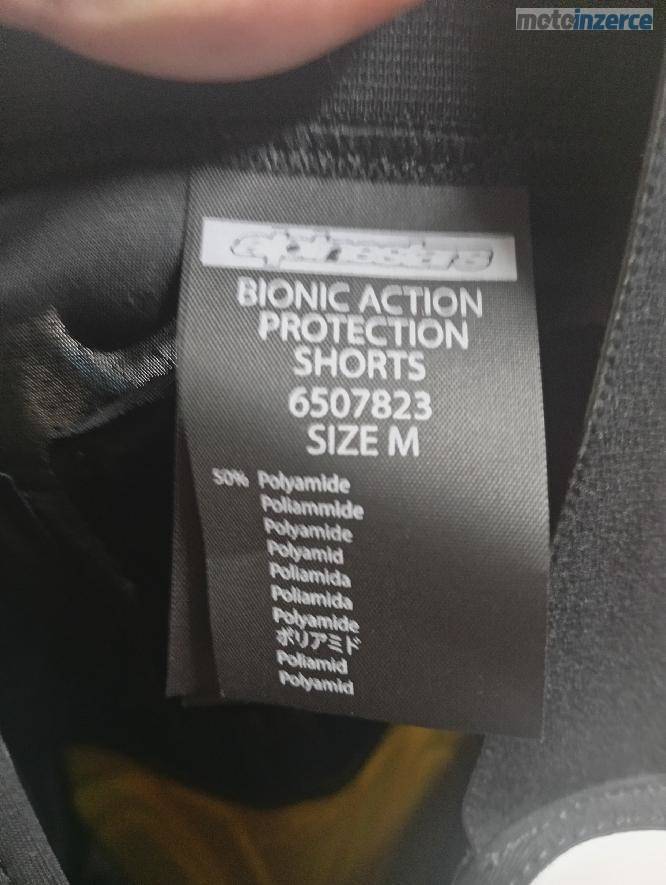 motoinzerce
alpinestars
BIONIC ACTION
PROTECTION
SHORTS
6507823
SIZE M
50% Polyamide
Poliammide
Polyamide
Polyamid
Poliamida
Poliamida
Polyamide
ポリアミド
Poliamid
Polyamid